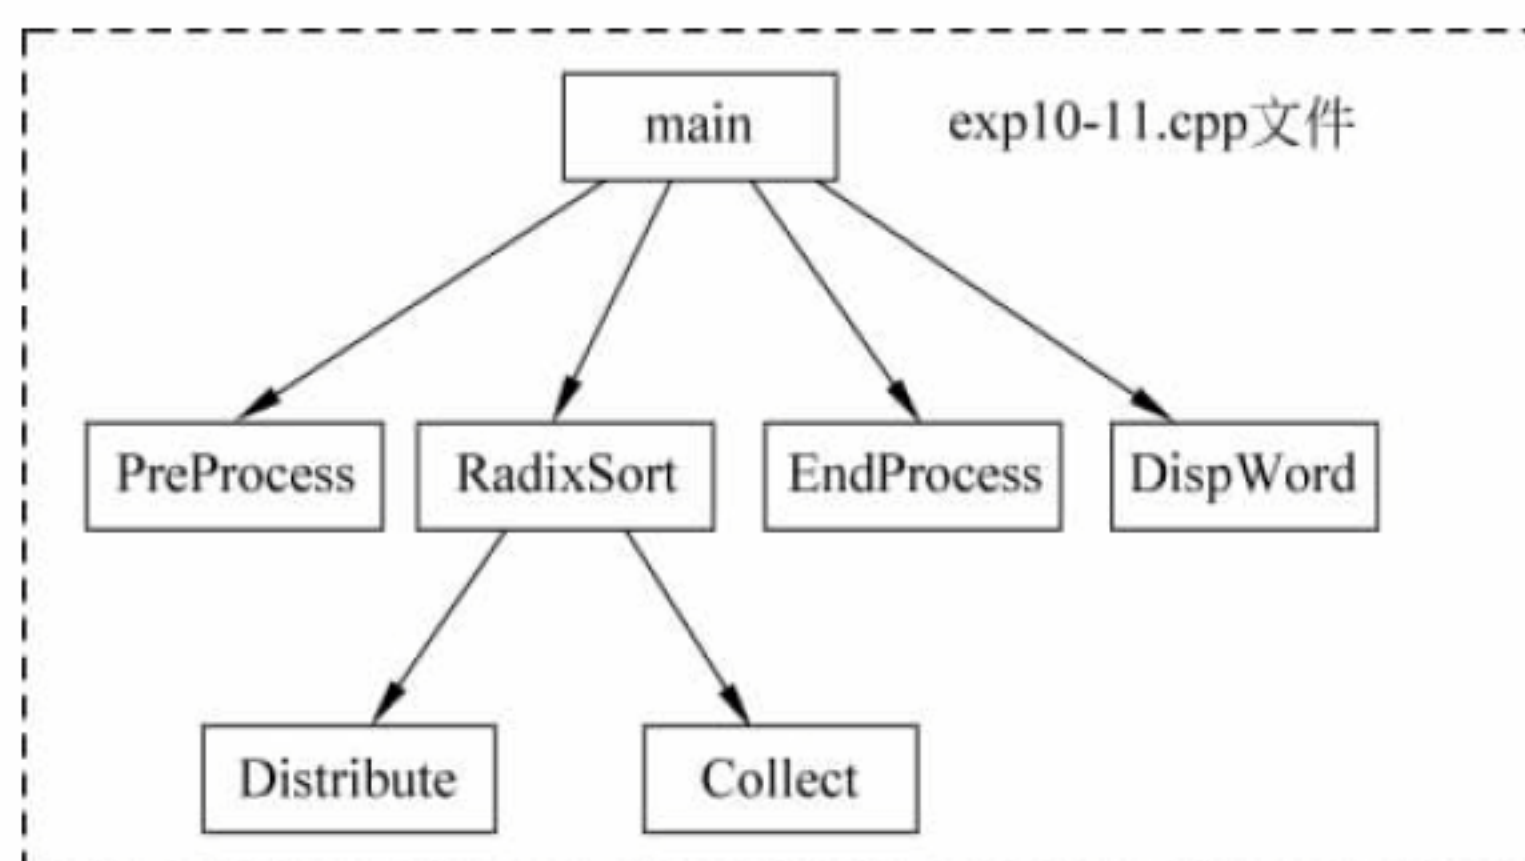 main
exp10-11.cpp文件
PreProcess
RadixSort
EndProcess
DispWord
Distribute
Collect